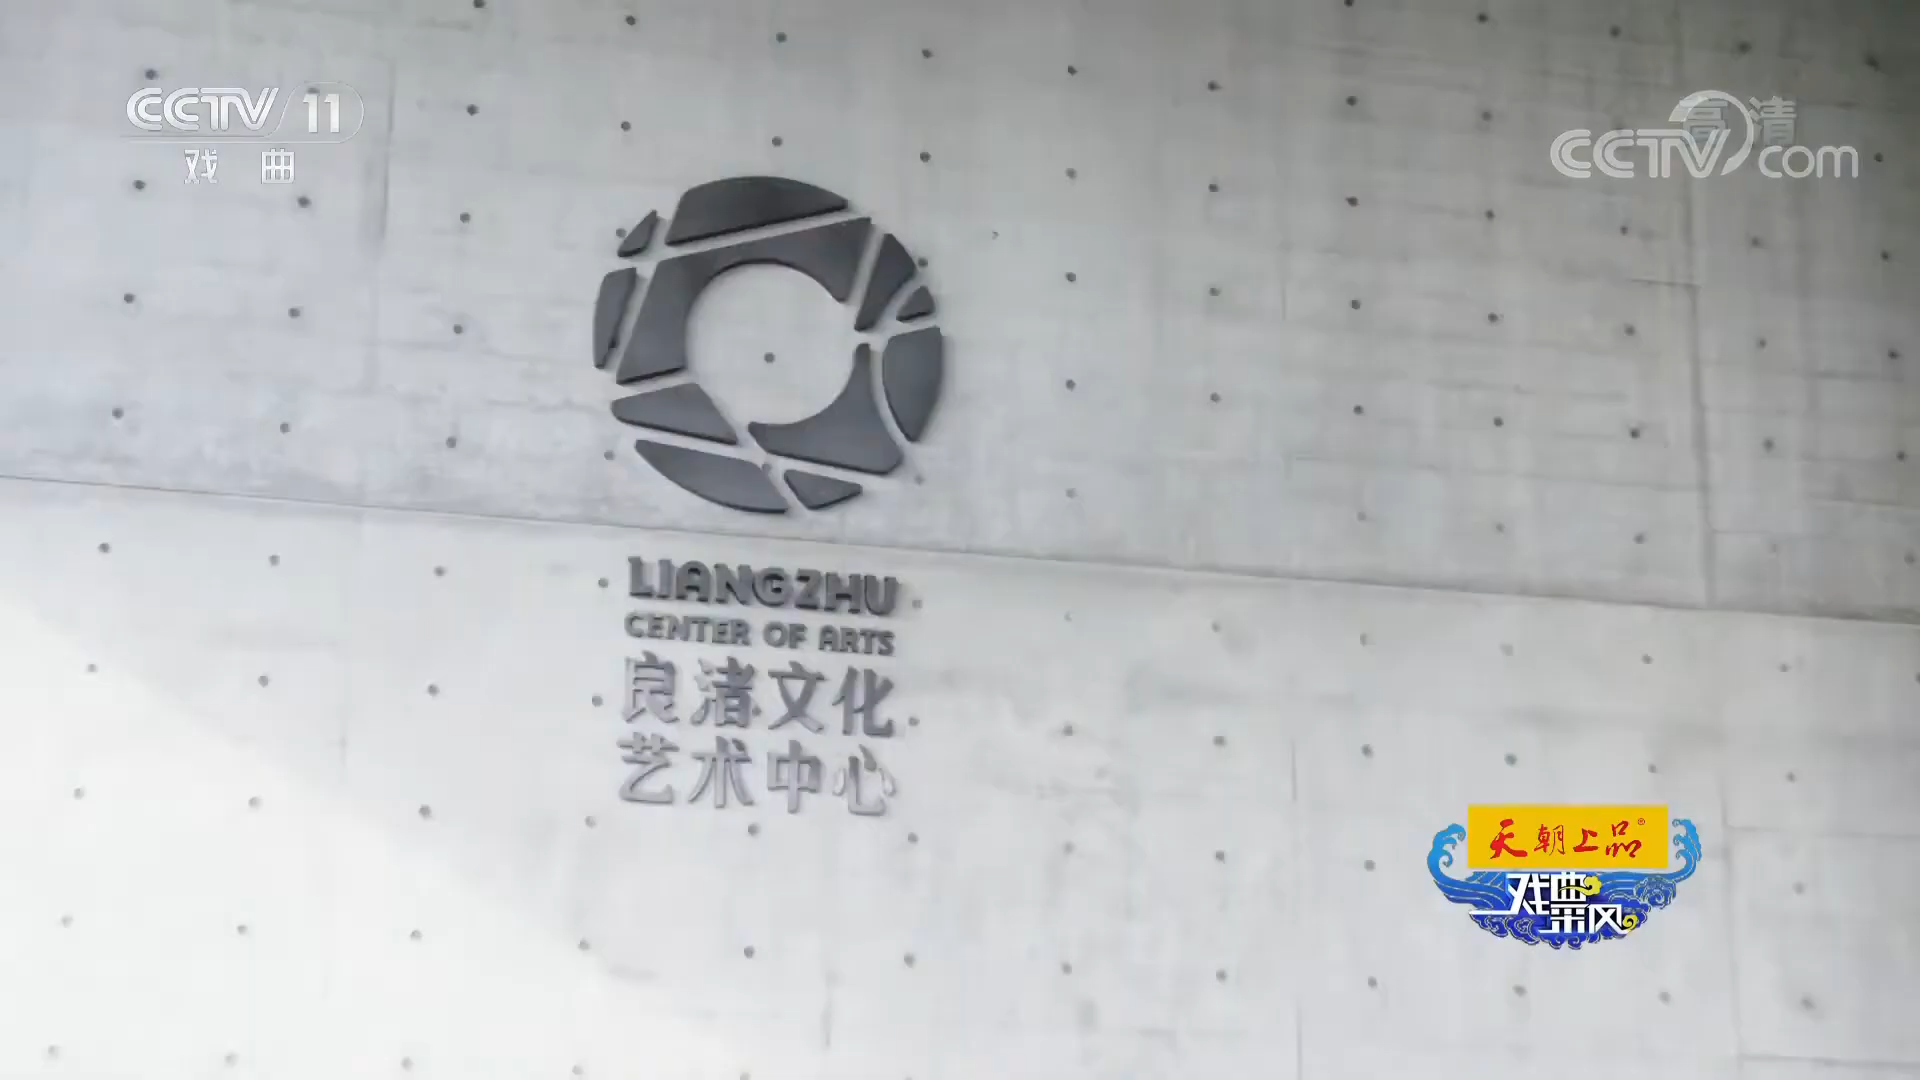 CCTV 11
戏曲
高清
CCTV com
LIANGZHU
CENTER OF ARTS
良渚文化
艺术中心
天朝上品®
戏曲采风